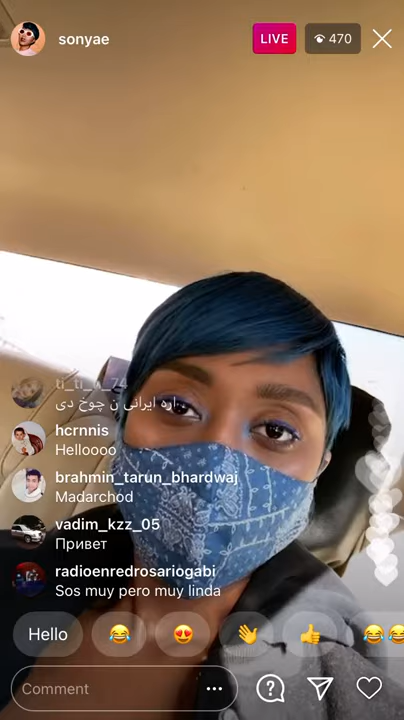 sonyae
LIVE
470
ti_ti_
اره ایرانی ن چوخ دی
hcrnnis
Helloooo
brahmin_tarun_bhardwaj
Madarchod
vadim_kzz_05
Привет
radioenredrosariogabi
Sos muy pero muy linda
Hello
Comment